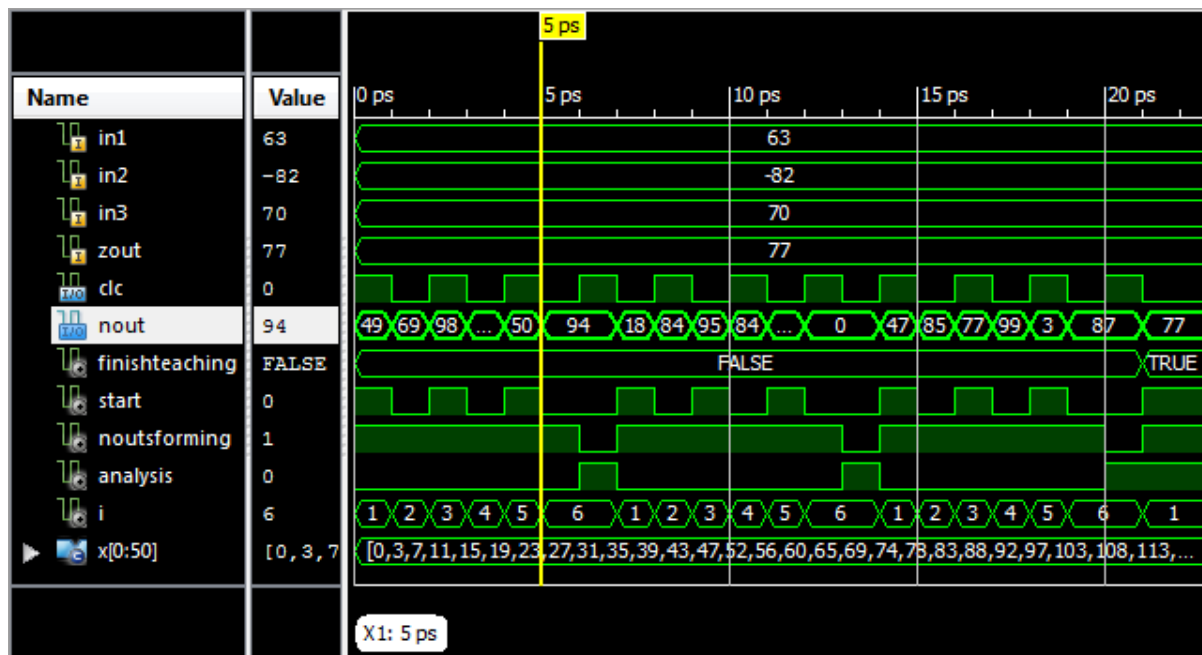 5 ps
Name Value 0 ps 5 ps 10 ps 15 ps 20 ps
in1 63 63
in2 -82 -82
in3 70 70
zout 77 77
clc 0
nout 94 49 69 98 ... 50 94 18 84 95 84 ... 0 47 85 77 99 3 87 77
finishteaching FALSE FALSE TRUE
start 0
noutsforming 1
analysis 0
i 6 1 2 3 4 5 6 1 2 3 4 5 6 1 2 3 4 5 6 1
x[0:50] [0,3,7 [0,3,7,11,15,19,23,27,31,35,39,43,47,52,56,60,65,69,74,78,83,88,92,97,103,108,113,...
X1: 5 ps